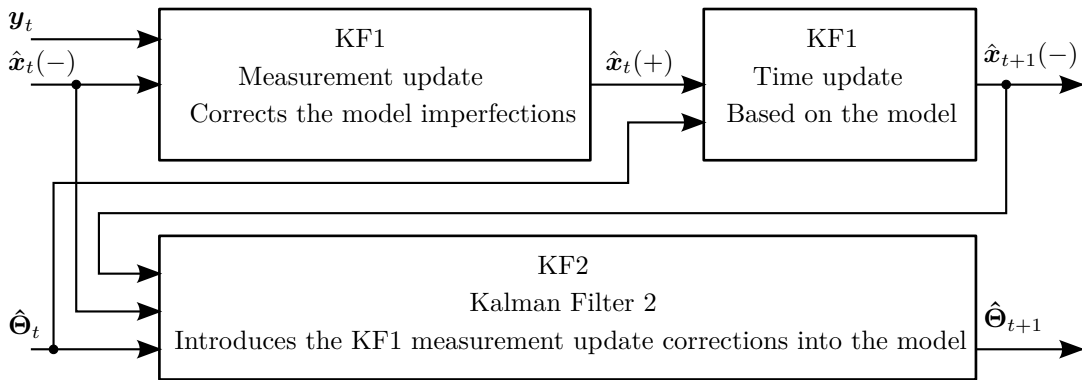 y_t
x̂_t(−)
KF1
Measurement update
Corrects the model imperfections
x̂_t(+)
KF1
Time update
Based on the model
x̂_{t+1}(−)
KF2
Kalman Filter 2
Introduces the KF1 measurement update corrections into the model
Θ̂_t
Θ̂_{t+1}